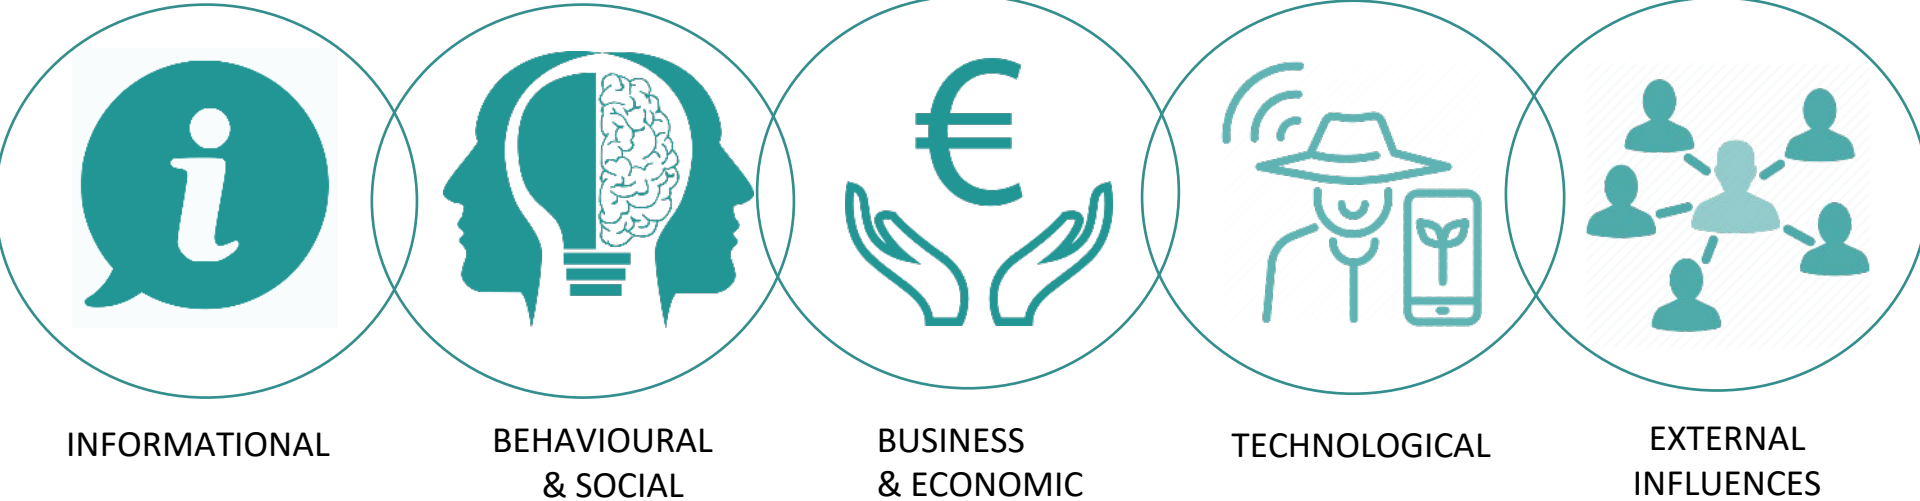 INFORMATIONAL
BEHAVIOURAL
& SOCIAL
BUSINESS
& ECONOMIC
TECHNOLOGICAL
EXTERNAL
INFLUENCES